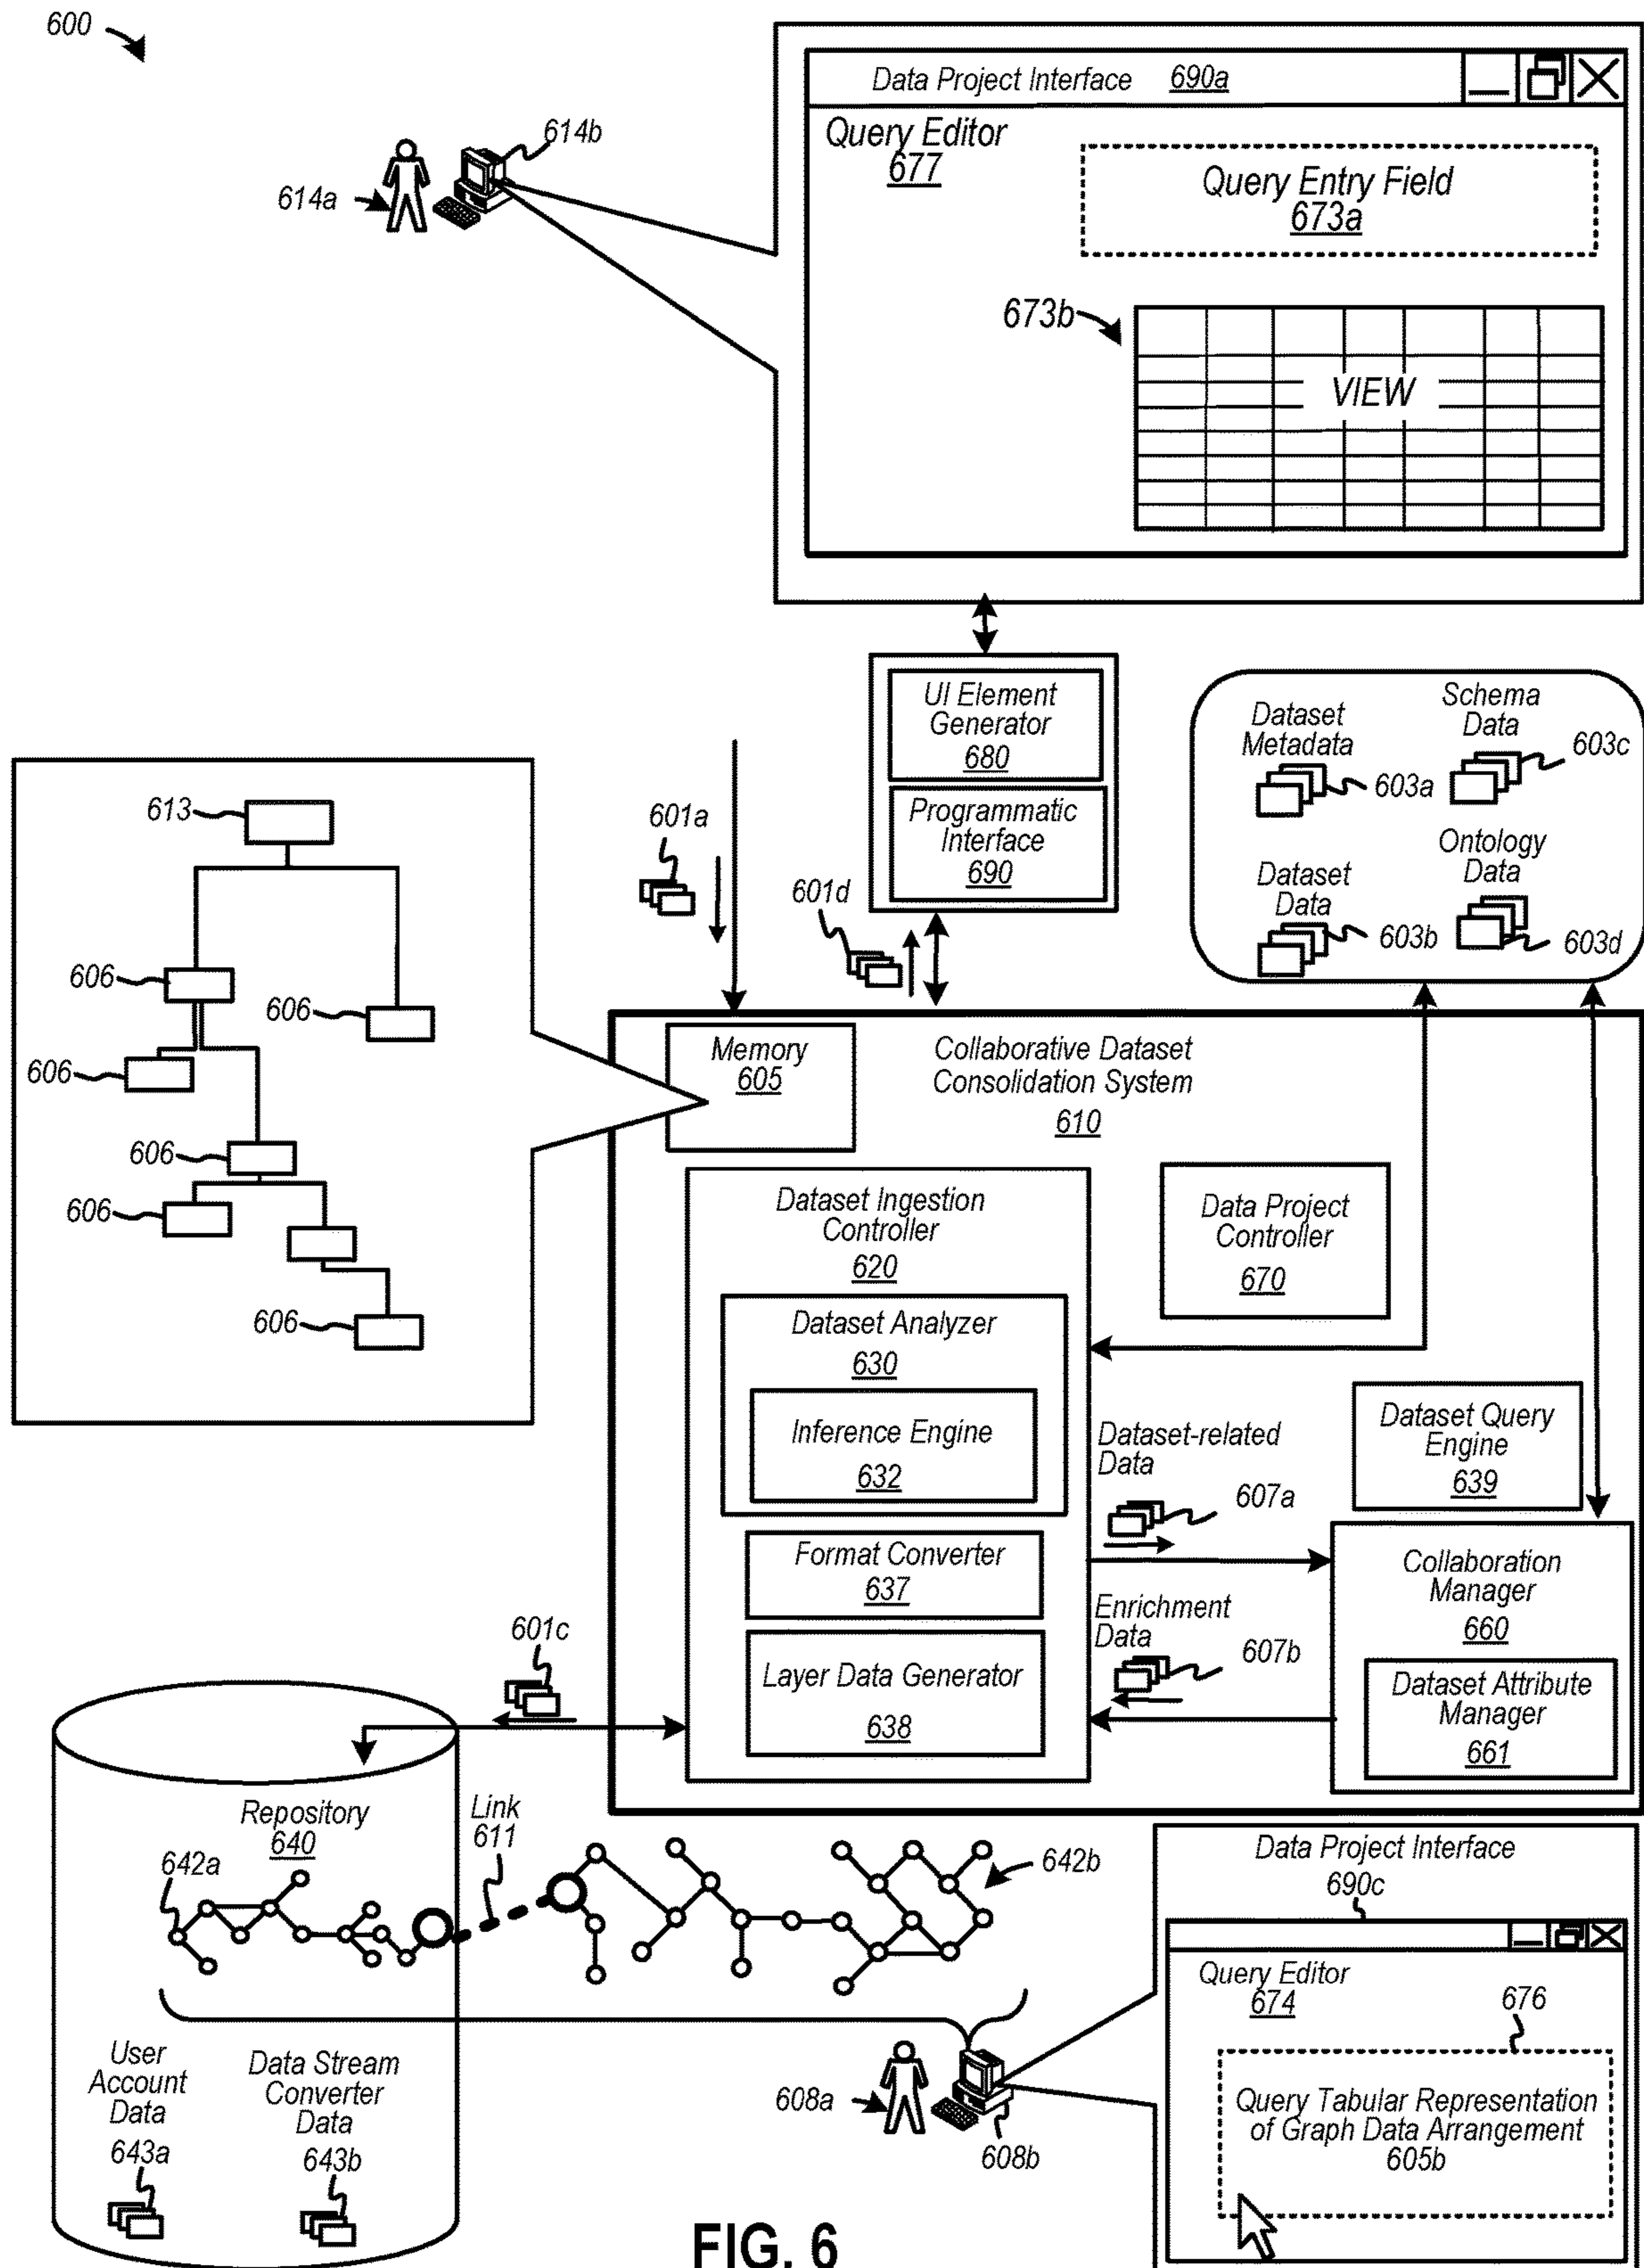 600
Data Project Interface 690a
614b
Query Editor
677
Query Entry Field
673a
614a
673b
VIEW
UI Element
Generator
680
Programmatic
Interface
690
Dataset
Metadata
603a
Schema
Data
603c
Dataset
Data
603b
Ontology
Data
603d
601a
601d
613
606
606
606
606
606
606
Memory
605
Collaborative Dataset
Consolidation System
610
Dataset Ingestion
Controller
620
Data Project
Controller
670
Dataset Analyzer
630
Inference Engine
632
Dataset-related
Data
607a
Dataset Query
Engine
639
Format Converter
637
Enrichment
Data
607b
Collaboration
Manager
660
Layer Data Generator
638
Dataset Attribute
Manager
661
601c
Repository
640
Link
611
642a
642b
Data Project Interface
690c
Query Editor
674
676
Query Tabular Representation
of Graph Data Arrangement
605b
User
Account
Data
643a
Data Stream
Converter
Data
643b
608a
608b
FIG. 6